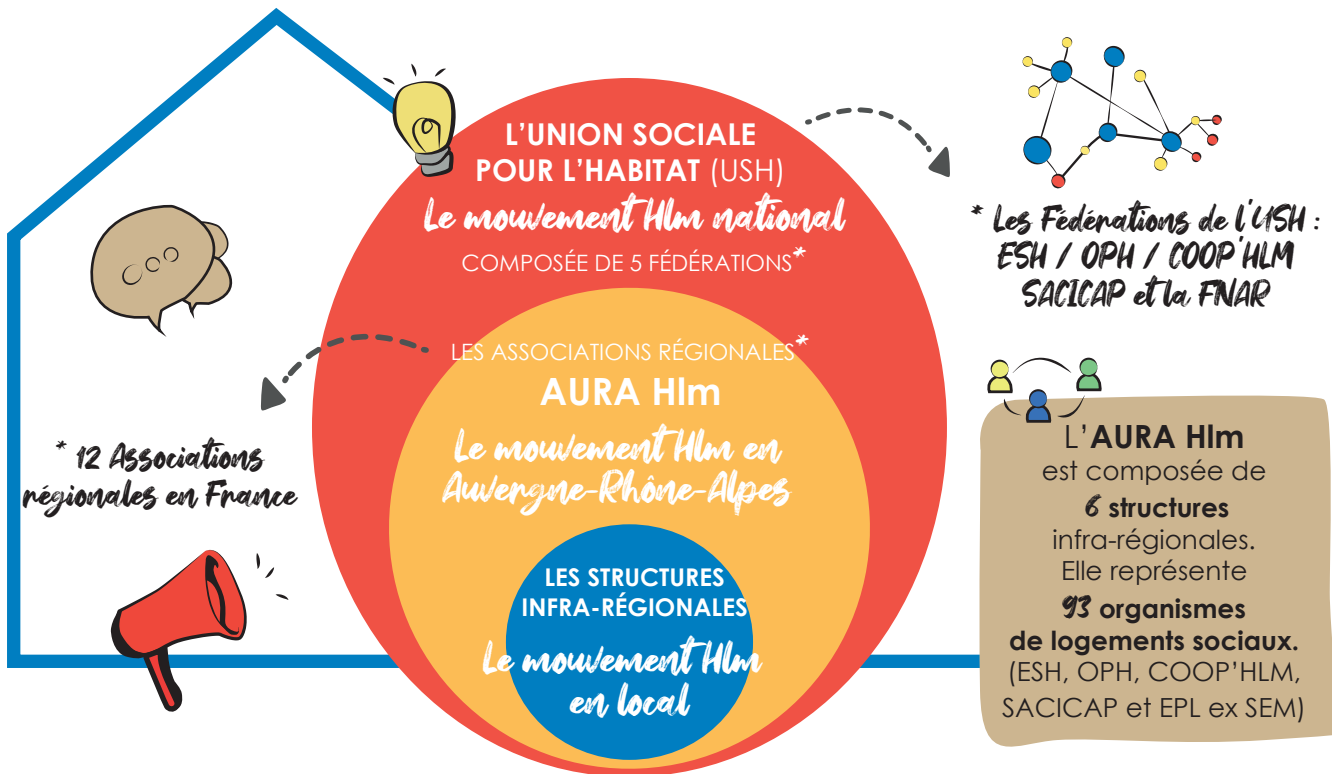 L'UNION SOCIALE
POUR L'HABITAT (USH)
Le mouvement Hlm national
COMPOSÉE DE 5 FÉDÉRATIONS*
* Les Fédérations de l'USH :
ESH / OPH / COOP'HLM
SACICAP et la FNAR
LES ASSOCIATIONS RÉGIONALES*
AURA Hlm
Le mouvement Hlm en
Auvergne-Rhône-Alpes
* 12 Associations
régionales en France
LES STRUCTURES
INFRA-RÉGIONALES
Le mouvement Hlm
en local
L'AURA Hlm
est composée de
6 structures
infra-régionales.
Elle représente
93 organismes
de logements sociaux.
(ESH, OPH, COOP'HLM,
SACICAP et EPL ex SEM)